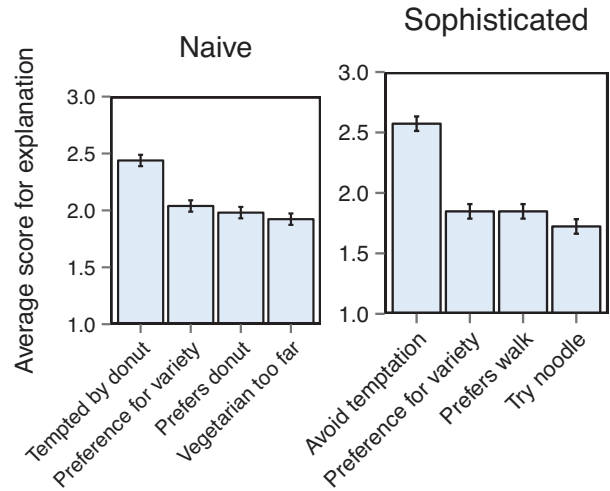 Naive
Sophisticated
Average score for explanation
3.0
2.5
2.0
1.5
1.0
Tempted by donut
Preference for variety
Prefers donut
Vegetarian too far
3.0
2.5
2.0
1.5
1.0
Avoid temptation
Preference for variety
Prefers walk
Try noodle